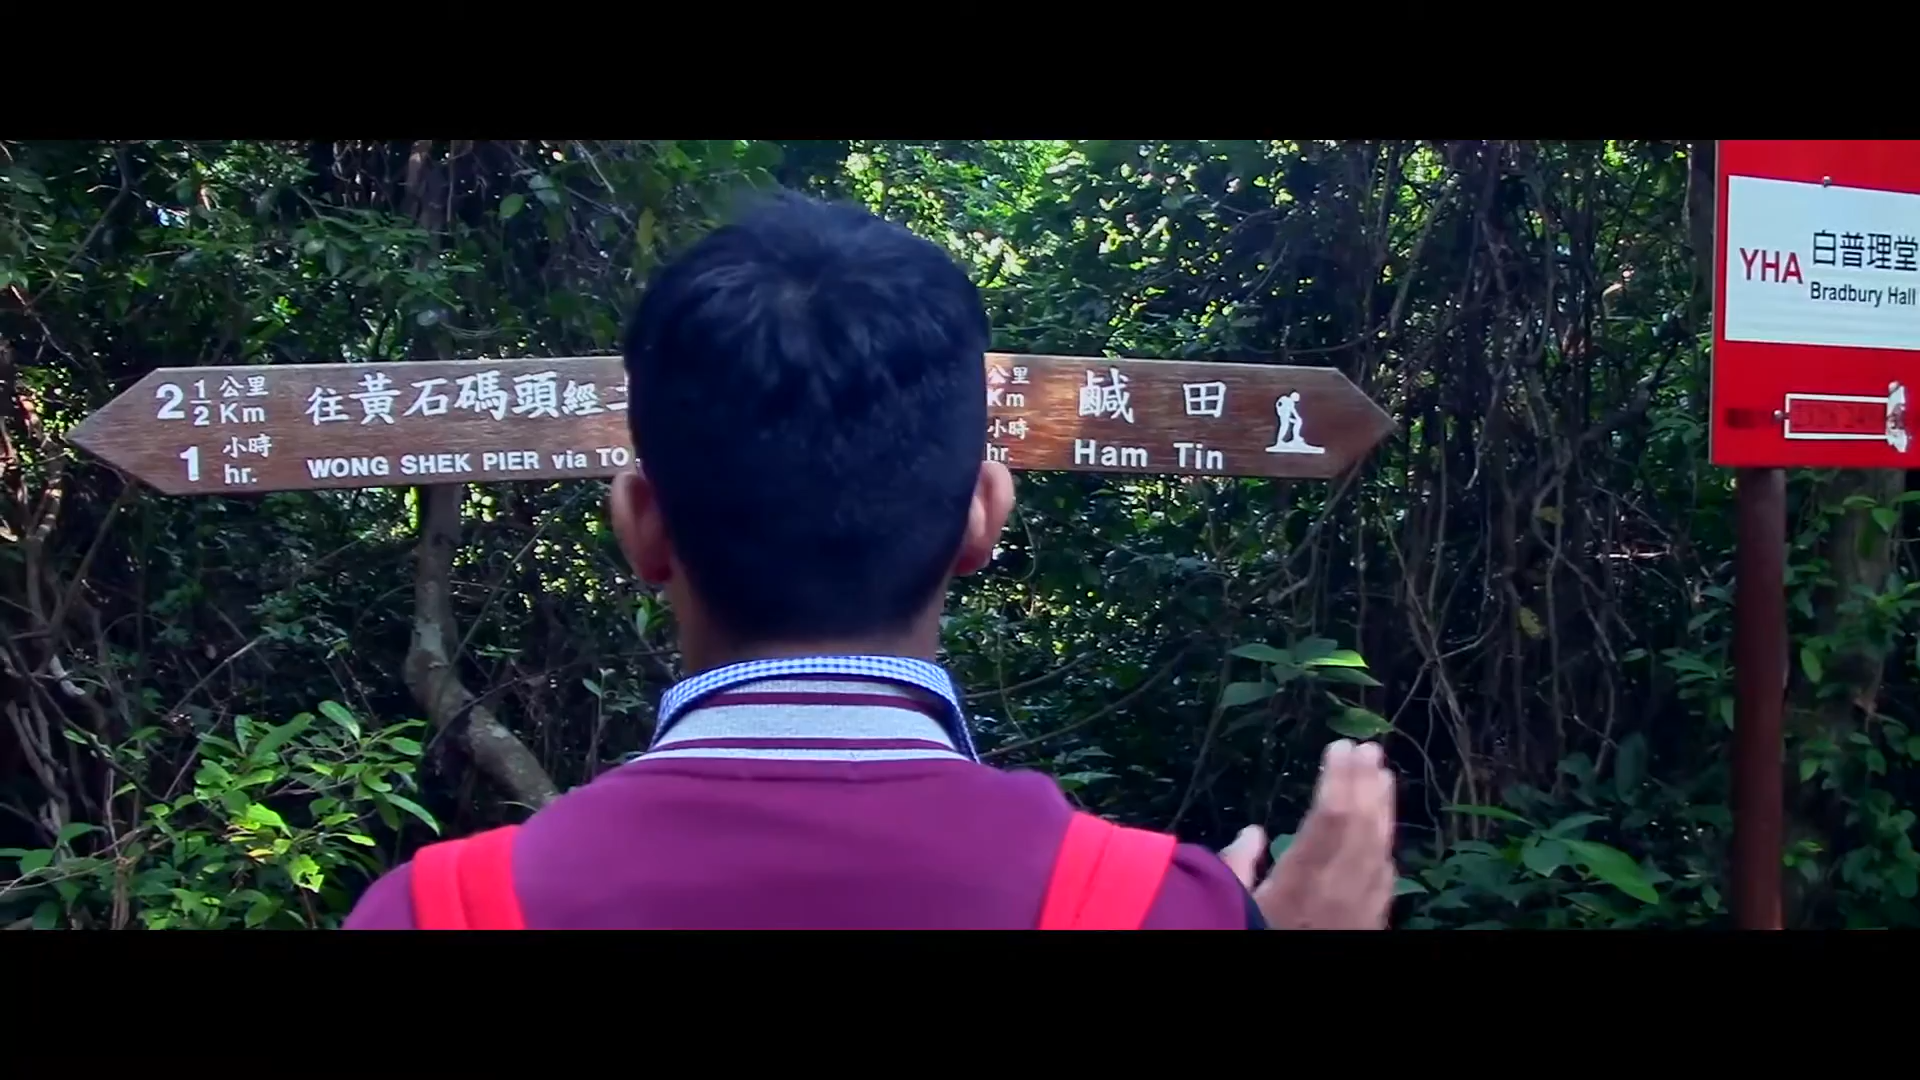 2 1/2 公里 Km
1 小時 hr.
往黃石碼頭經
WONG SHEK PIER via TO
公里 Km
小時 hr.
鹹田
Ham Tin
YHA 白普理堂
Bradbury Hall